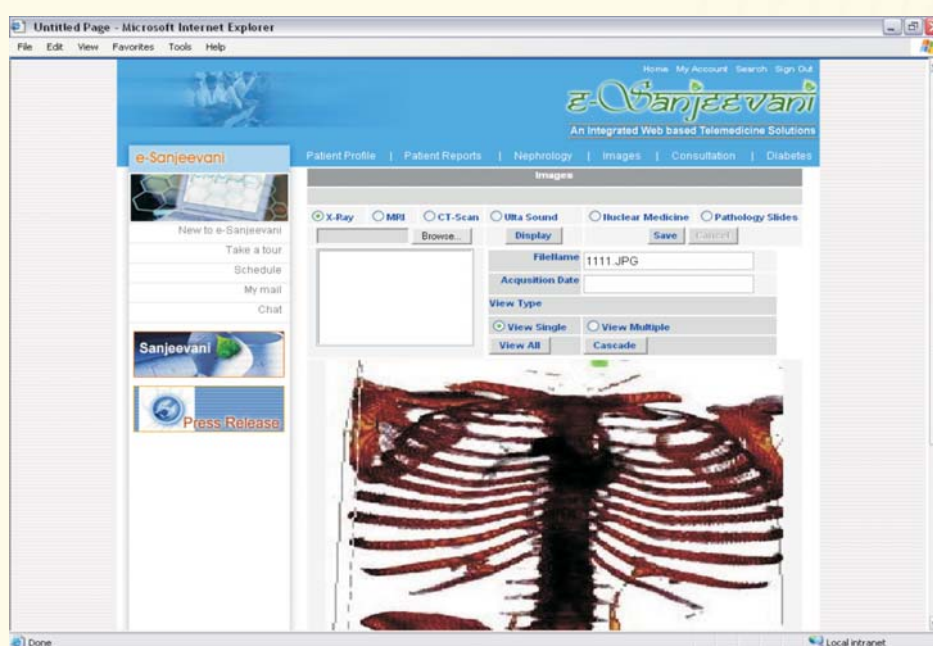 Untitled Page - Microsoft Internet Explorer
File Edit View Favorites Tools Help
Home My Account Search Sign Out
e-Sanjeevani
An Integrated Web based Telemedicine Solutions
e-Sanjeevani
Patient Profile | Patient Reports | Nephrology | Images | Consultation | Diabetes
Images
X-Ray MRI CT-Scan Ulta Sound Nuclear Medicine Pathology Slides
Browse... Display Save Cancel
New to e-Sanjeevani
Take a tour
Schedule
My mail
Chat
FileName 1111.JPG
Acqusition Date
View Type
View Single View Multiple
View All Cascade
Sanjeevani
Press Release
Done
Local intranet